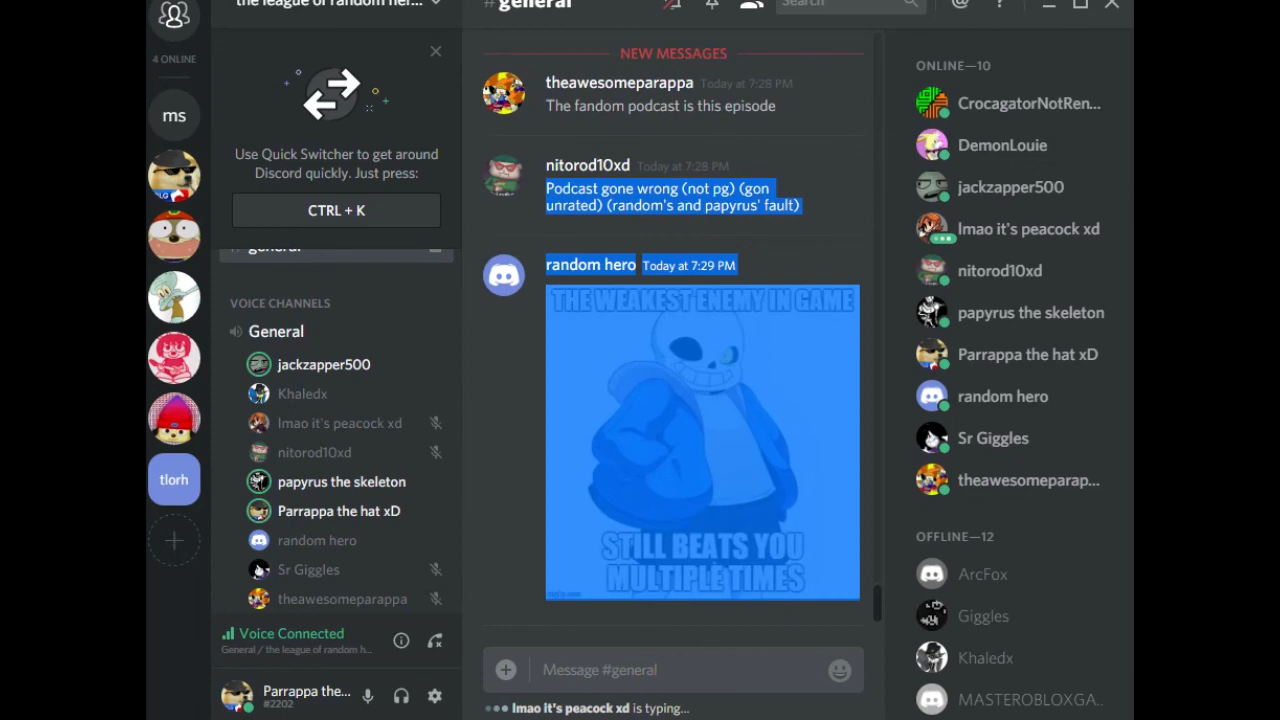 4 ONLINE
ms
tlorh
the league of random her...
Use Quick Switcher to get around
Discord quickly. Just press:
CTRL + K
general
VOICE CHANNELS
General
jackzapper500
Khaledx
lmao it's peacock xd
nitorod10xd
papyrus the skeleton
Parrappa the hat xD
random hero
Sr Giggles
theawesomeparappa
Voice Connected
General / the league of random h...
Parrappa the...
#2202
#general
Search
NEW MESSAGES
theawesomeparappa Today at 7:28 PM
The fandom podcast is this episode
nitorod10xd Today at 7:28 PM
Podcast gone wrong (not pg) (gon
unrated) (random's and papyrus' fault)
random hero Today at 7:29 PM
THE WEAKEST ENEMY IN GAME
STILL BEATS YOU
MULTIPLE TIMES
Message #general
lmao it's peacock xd is typing...
ONLINE—10
CrocagatorNotRen...
DemonLouie
jackzapper500
lmao it's peacock xd
nitorod10xd
papyrus the skeleton
Parrappa the hat xD
random hero
Sr Giggles
theawesomeparap...
OFFLINE—12
ArcFox
Giggles
Khaledx
MASTEROBLOXGA..